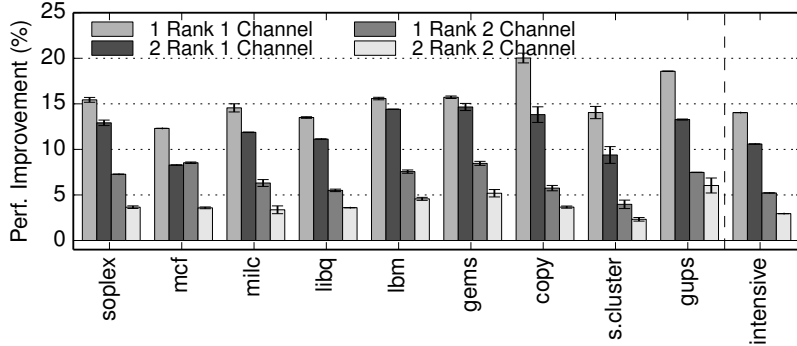 Perf. Improvement (%)
25
20
15
10
5
0
1 Rank 1 Channel
2 Rank 1 Channel
1 Rank 2 Channel
2 Rank 2 Channel
soplex
mcf
milc
libq
lbm
gems
copy
s.cluster
gups
intensive